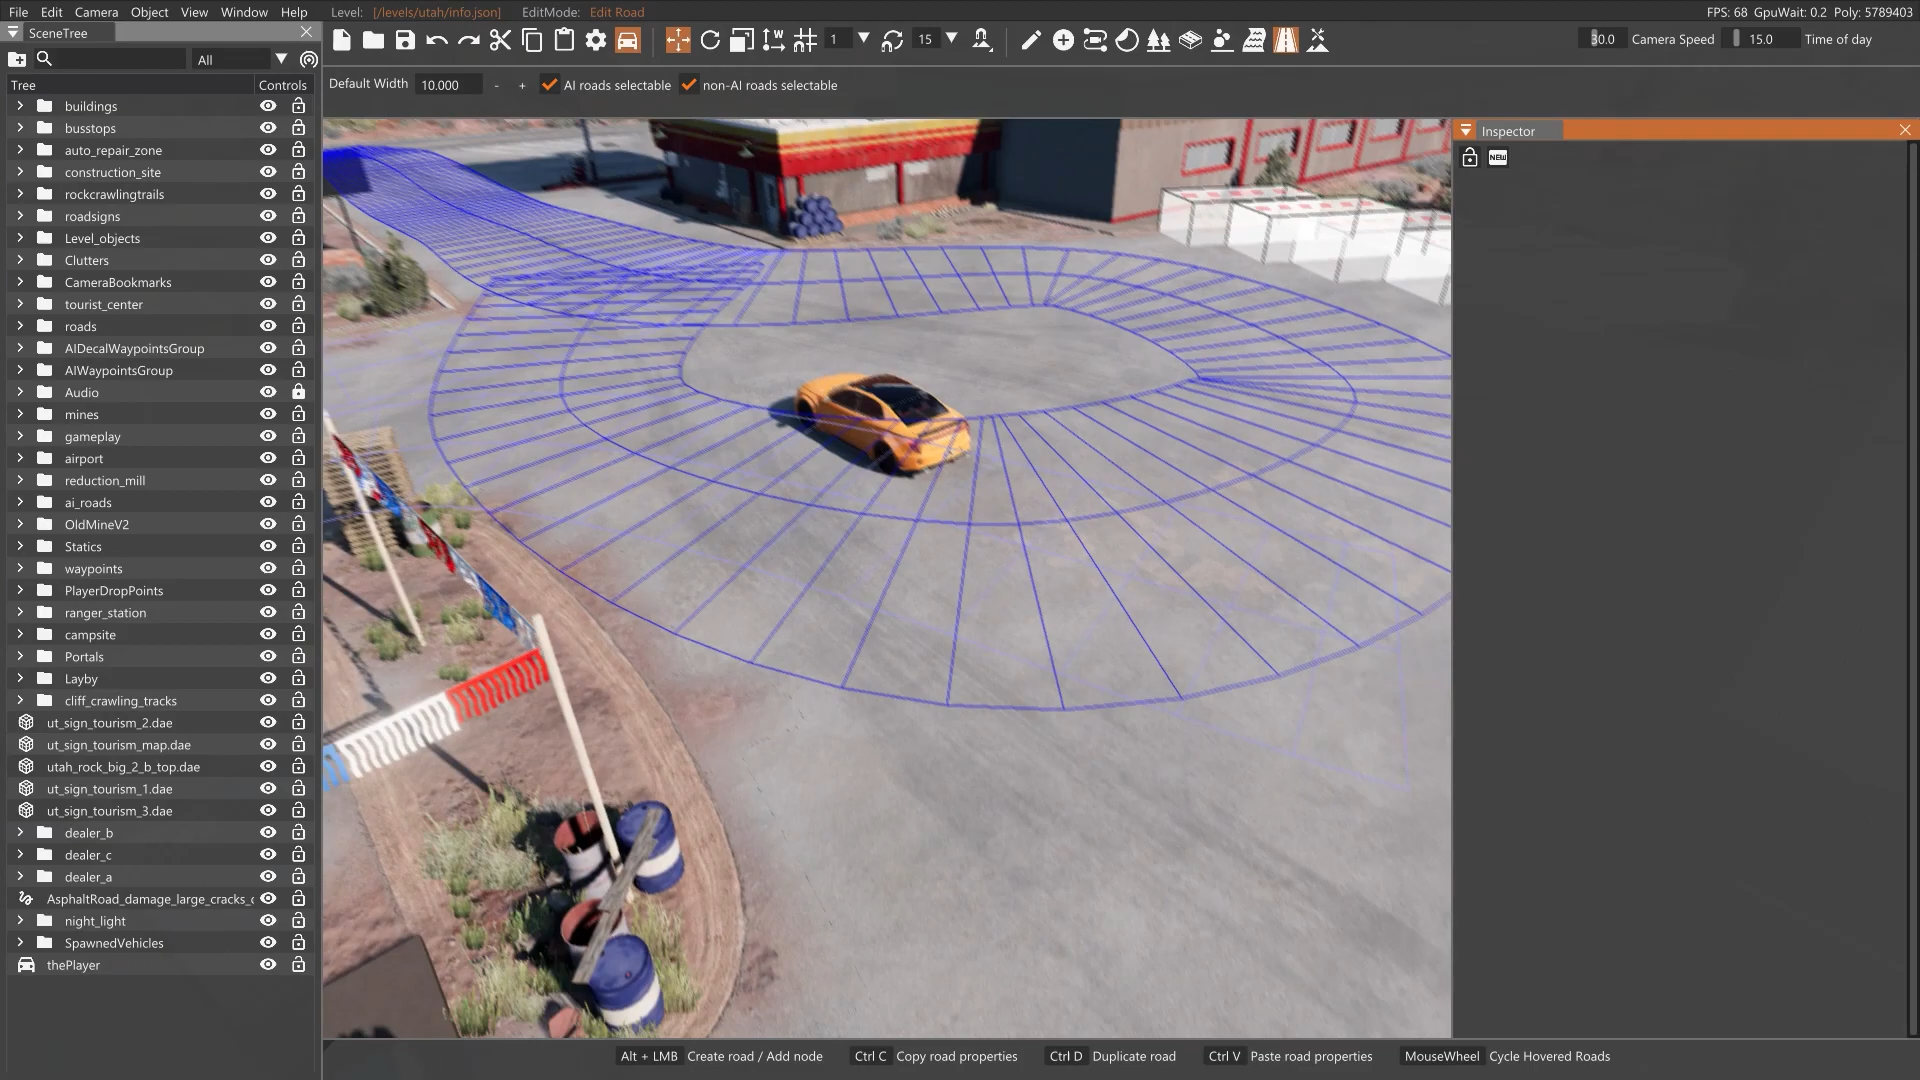 File Edit Camera Object View Window Help Level: [/levels/utah/info.json] EditMode: Edit Road FPS: 68 GpuWait: 0.2 Poly: 5789403
SceneTree
All
1
15
30.0 Camera Speed 15.0 Time of day
Tree Controls
Default Width 10.000 - + AI roads selectable non-AI roads selectable
buildings
busstops
auto_repair_zone
construction_site
rockcrawlingtrails
roadsigns
Level_objects
Clutters
CameraBookmarks
tourist_center
roads
AIDecalWaypointsGroup
AIWaypointsGroup
Audio
mines
gameplay
airport
reduction_mill
ai_roads
OldMineV2
Statics
waypoints
PlayerDropPoints
ranger_station
campsite
Portals
Layby
cliff_crawling_tracks
ut_sign_tourism_2.dae
ut_sign_tourism_map.dae
utah_rock_big_2_b_top.dae
ut_sign_tourism_1.dae
ut_sign_tourism_3.dae
dealer_b
dealer_c
dealer_a
AsphaltRoad_damage_large_cracks_
night_light
SpawnedVehicles
thePlayer
Inspector
NEW
Alt + LMB Create road / Add node Ctrl C Copy road properties Ctrl D Duplicate road Ctrl V Paste road properties MouseWheel Cycle Hovered Roads